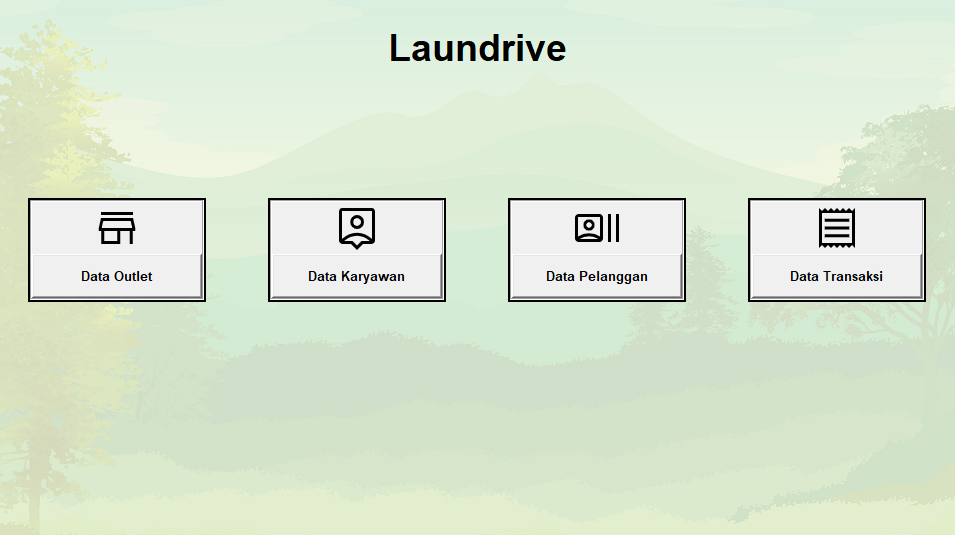 Laundrive
Data Outlet
Data Karyawan
Data Pelanggan
Data Transaksi